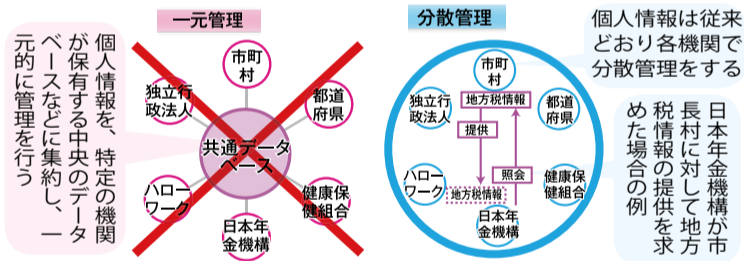 一元管理
個人情報を、特定の機関
が保有する中央のデータ
ベースなどに集約し、一
元的に管理を行う
市町
村
独立行
政法人
都道
府県
共通データ
ベース
ハロー
ワーク
健康保
健組合
日本年
金機構
分散管理
個人情報は従来
どおり各機関で
分散管理をする
市町
村
独立行
政法人
地方税情報
都道
府県
提供
照会
ハロー
ワーク
地方税情報
健康保
健組合
日本年
金機構
日本年金機構が市
長村に対して地方
税情報の提供を求
めた場合の例